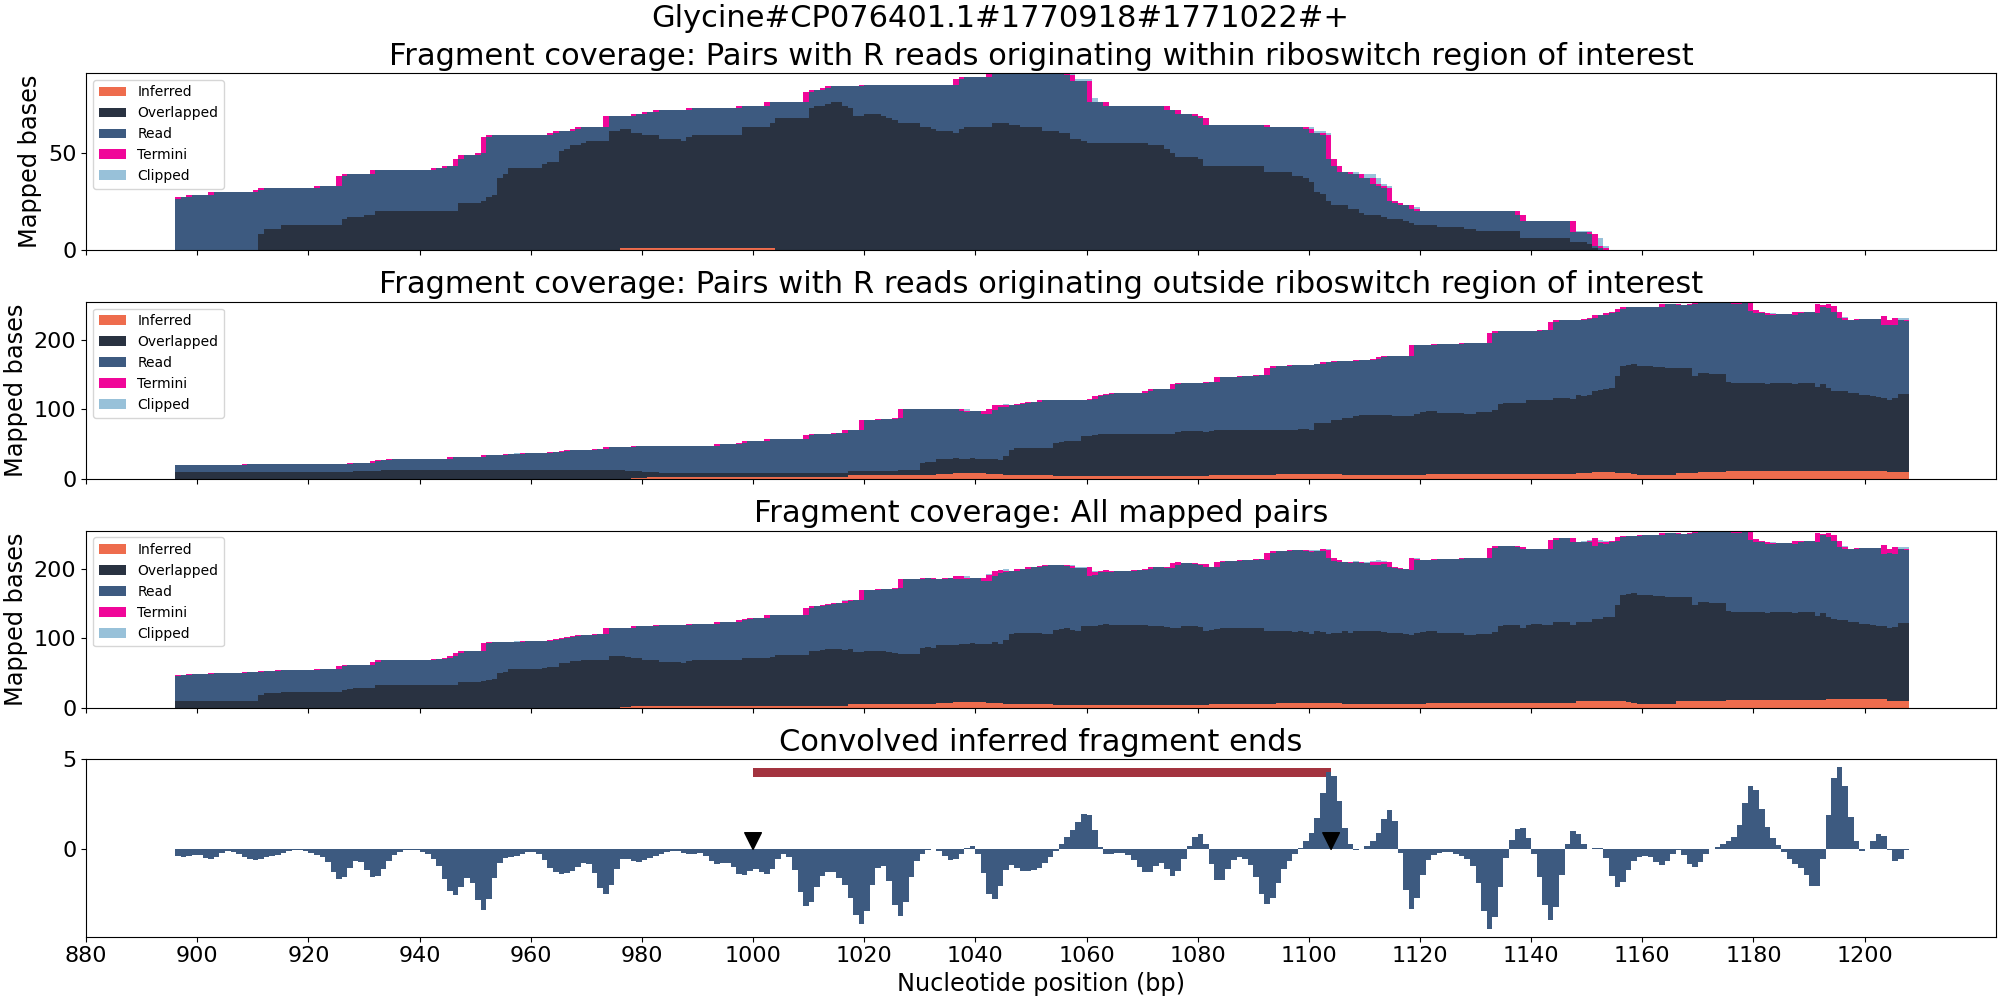 Glycine#CP076401.1#1770918#1771022#+
Fragment coverage: Pairs with R reads originating within riboswitch region of interest
Mapped bases
50
0
Inferred
Overlapped
Read
Termini
Clipped
Fragment coverage: Pairs with R reads originating outside riboswitch region of interest
Mapped bases
200
100
0
Inferred
Overlapped
Read
Termini
Clipped
Fragment coverage: All mapped pairs
Mapped bases
200
100
0
Inferred
Overlapped
Read
Termini
Clipped
Convolved inferred fragment ends
5
0
880 900 920 940 960 980 1000 1020 1040 1060 1080 1100 1120 1140 1160 1180 1200
Nucleotide position (bp)